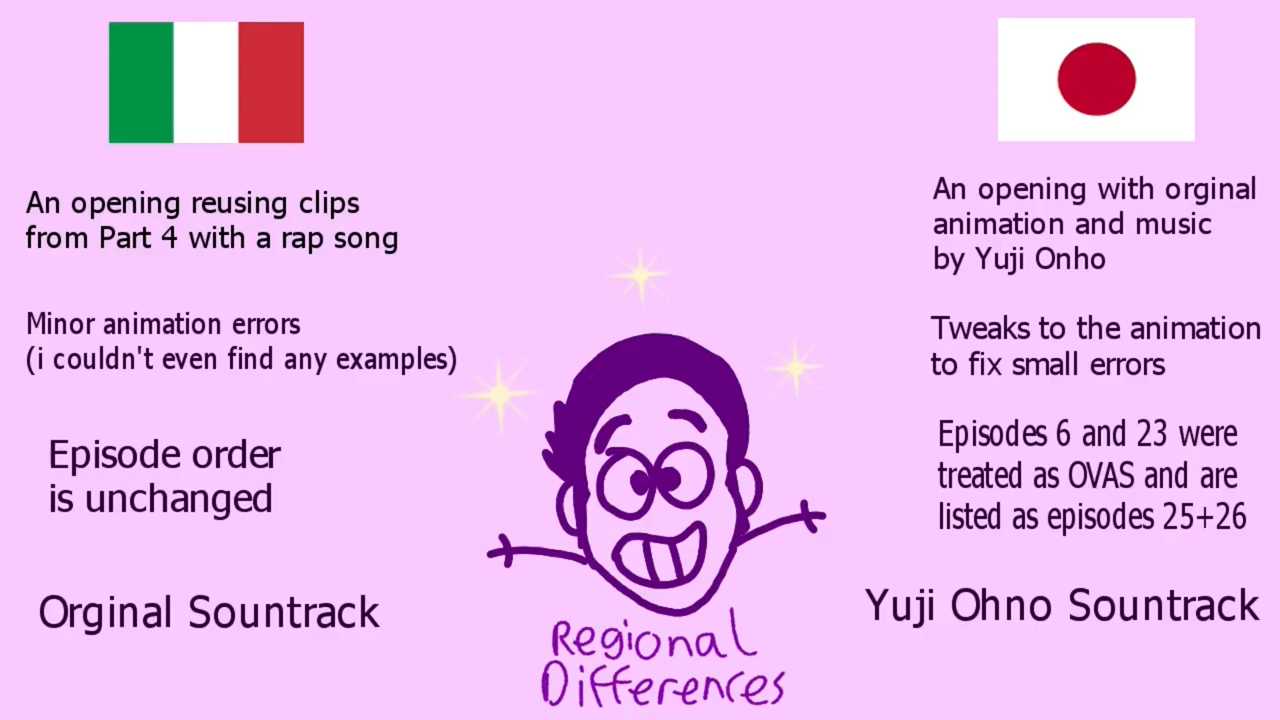 An opening reusing clips
from Part 4 with a rap song
Minor animation errors
(i couldn't even find any examples)
Episode order
is unchanged
Orginal Sountrack
An opening with orginal
animation and music
by Yuji Onho
Tweaks to the animation
to fix small errors
Episodes 6 and 23 were
treated as OVAS and are
listed as episodes 25+26
Yuji Ohno Sountrack
Regional
Differences